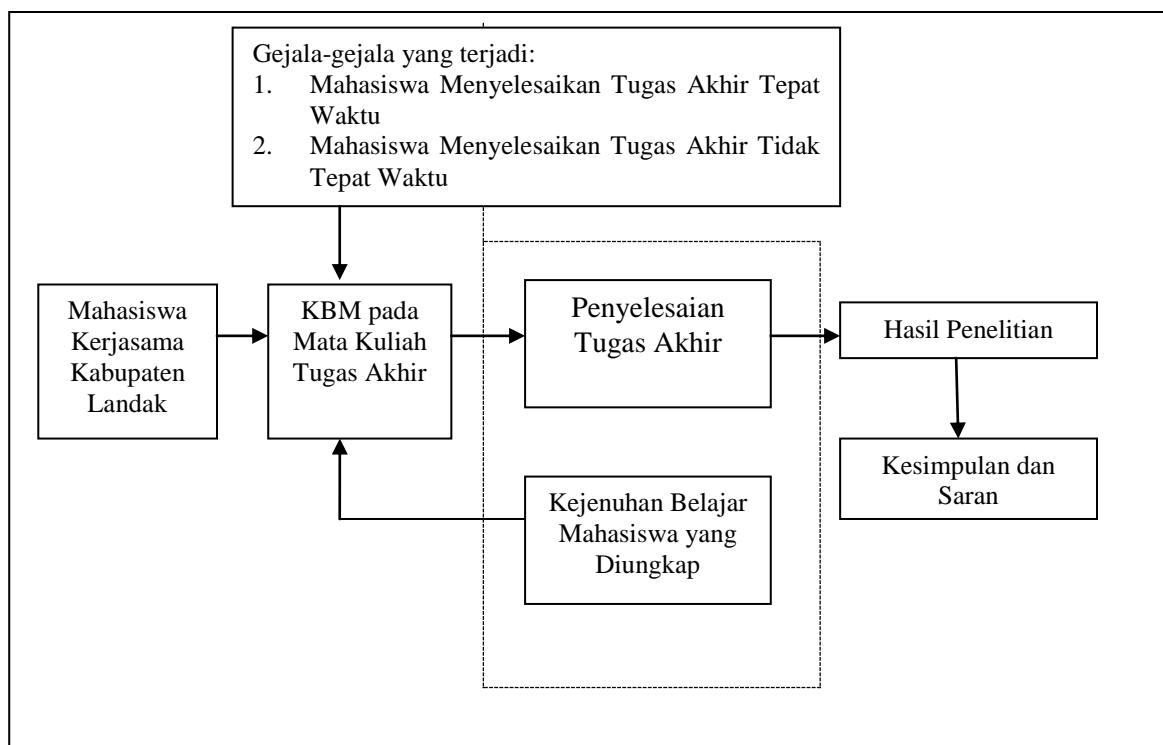 Gejala-gejala yang terjadi:
1. Mahasiswa Menyelesaikan Tugas Akhir Tepat
Waktu
2. Mahasiswa Menyelesaikan Tugas Akhir Tidak
Tepat Waktu
Mahasiswa
Kerjasama
Kabupaten
Landak
KBM pada
Mata Kuliah
Tugas Akhir
Penyelesaian
Tugas Akhir
Hasil Penelitian
Kesimpulan dan
Saran
Kejenuhan Belajar
Mahasiswa yang
Diungkap